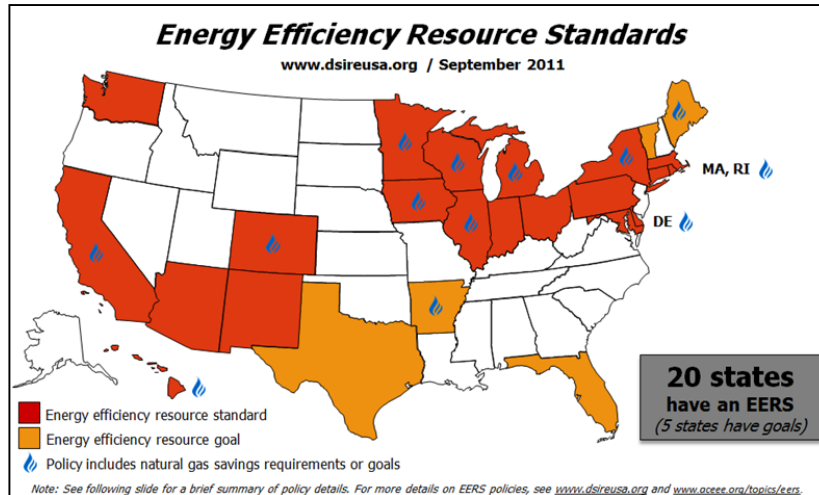 Energy Efficiency Resource Standards
www.dsireusa.org / September 2011
MA, RI
DE
20 states
have an EERS
(5 states have goals)
Energy efficiency resource standard
Energy efficiency resource goal
Policy includes natural gas savings requirements or goals
Note: See following slide for a brief summary of policy details. For more details on EERS policies, see www.dsireusa.org and www.aceee.org/topics/eers.